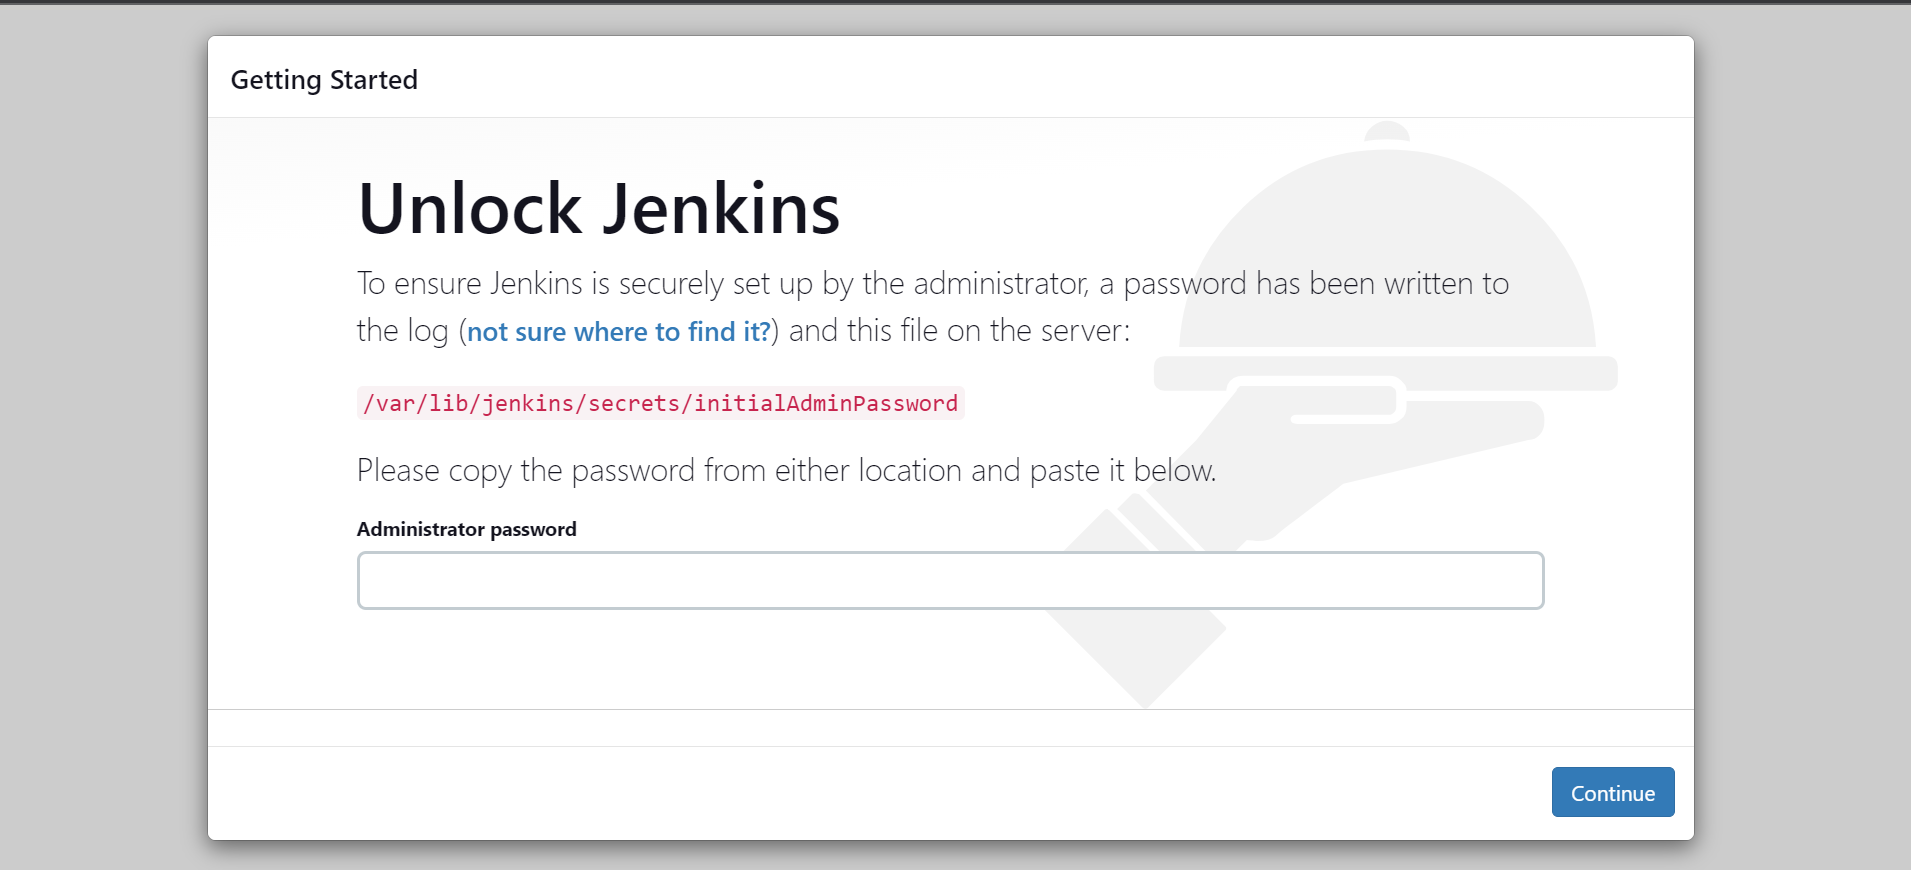 Getting Started
Unlock Jenkins
To ensure Jenkins is securely set up by the administrator, a password has been written to
the log (not sure where to find it?) and this file on the server:
/var/lib/jenkins/secrets/initialAdminPassword
Please copy the password from either location and paste it below.
Administrator password
Continue